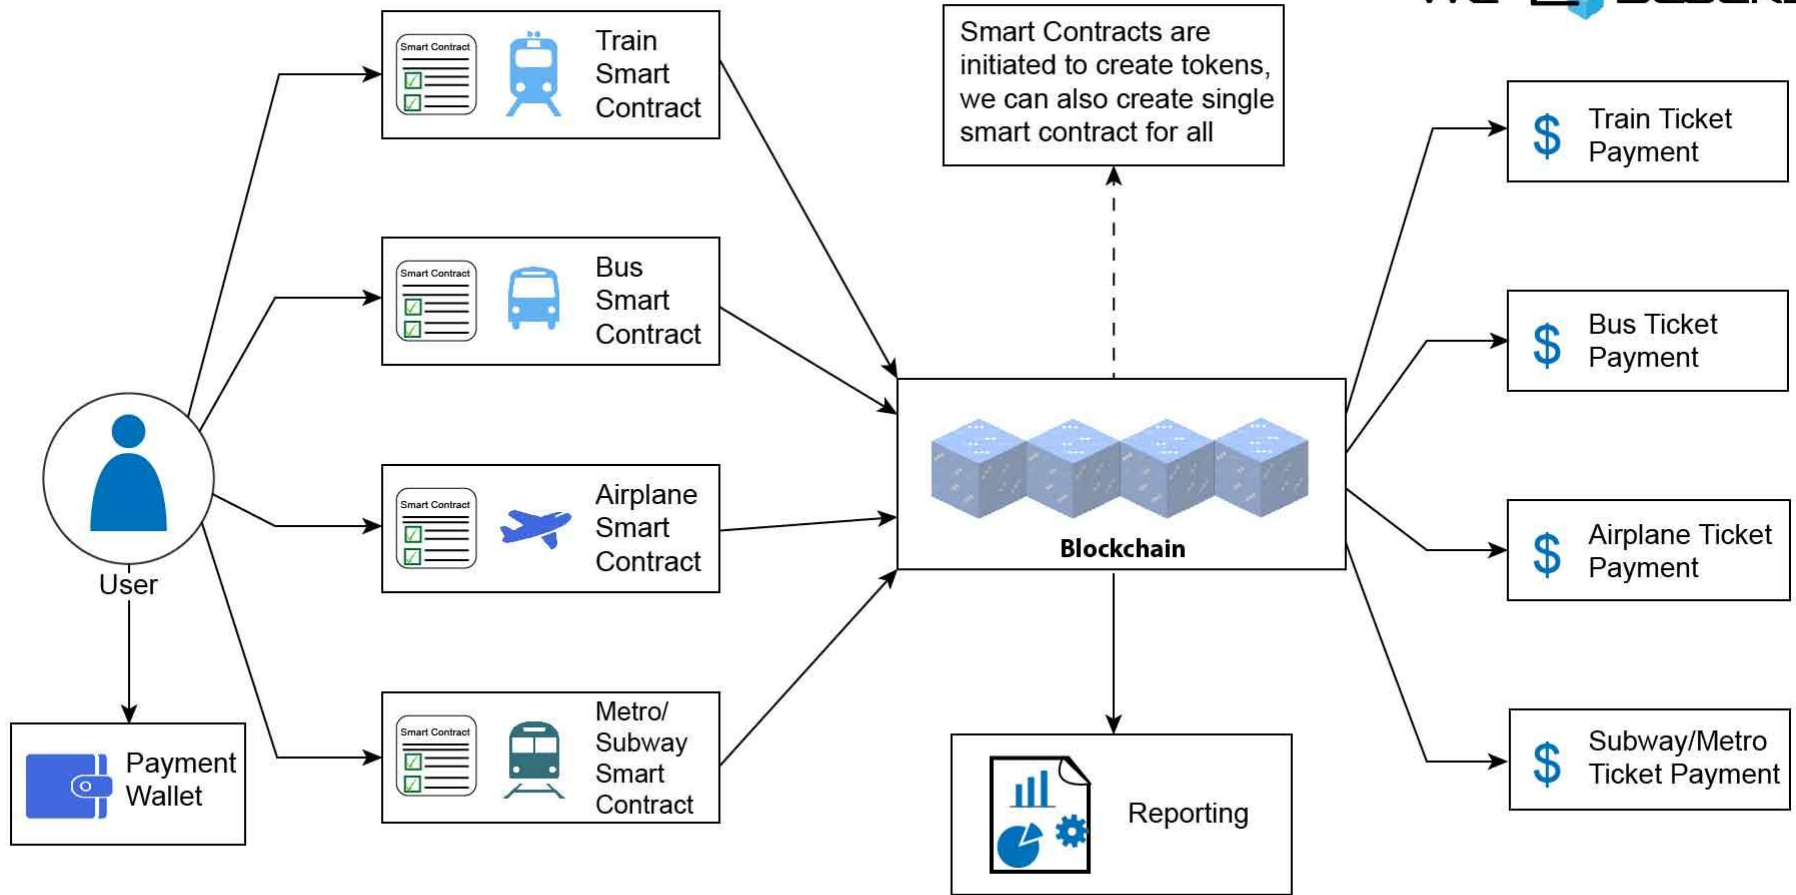 Smart Contract
Train
Smart
Contract
Smart Contracts are
initiated to create tokens,
we can also create single
smart contract for all
Train Ticket
Payment
Smart Contract
Bus
Smart
Contract
Bus Ticket
Payment
User
Smart Contract
Airplane
Smart
Contract
Blockchain
Airplane Ticket
Payment
Payment
Wallet
Smart Contract
Metro/
Subway
Smart
Contract
Reporting
Subway/Metro
Ticket Payment